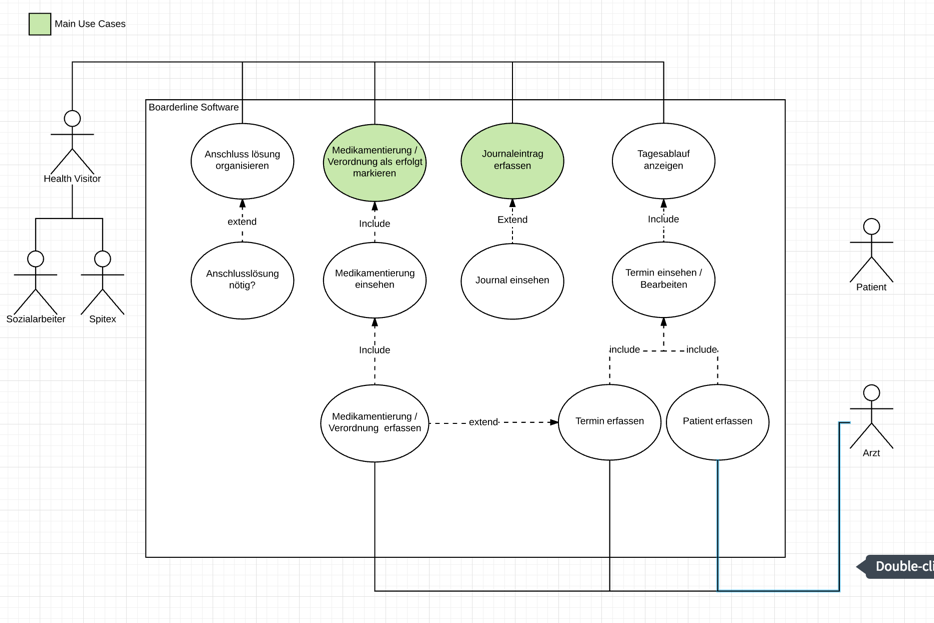 Main Use Cases
Boarderline Software
Anschluss lösung
organisieren
Medikamentierung /
Verordnung als erfolgt
markieren
Journaleintrag
erfassen
Tagesablauf
anzeigen
Health Visitor
extend
Include
Extend
Include
Anschlusslösung
nötig?
Medikamentierung
einsehen
Journal einsehen
Termin einsehen /
Bearbeiten
Patient
Sozialarbeiter
Spitex
Include
include
include
Medikamentierung /
Verordnung  erfassen
extend
Termin erfassen
Patient erfassen
Arzt
Double-cli